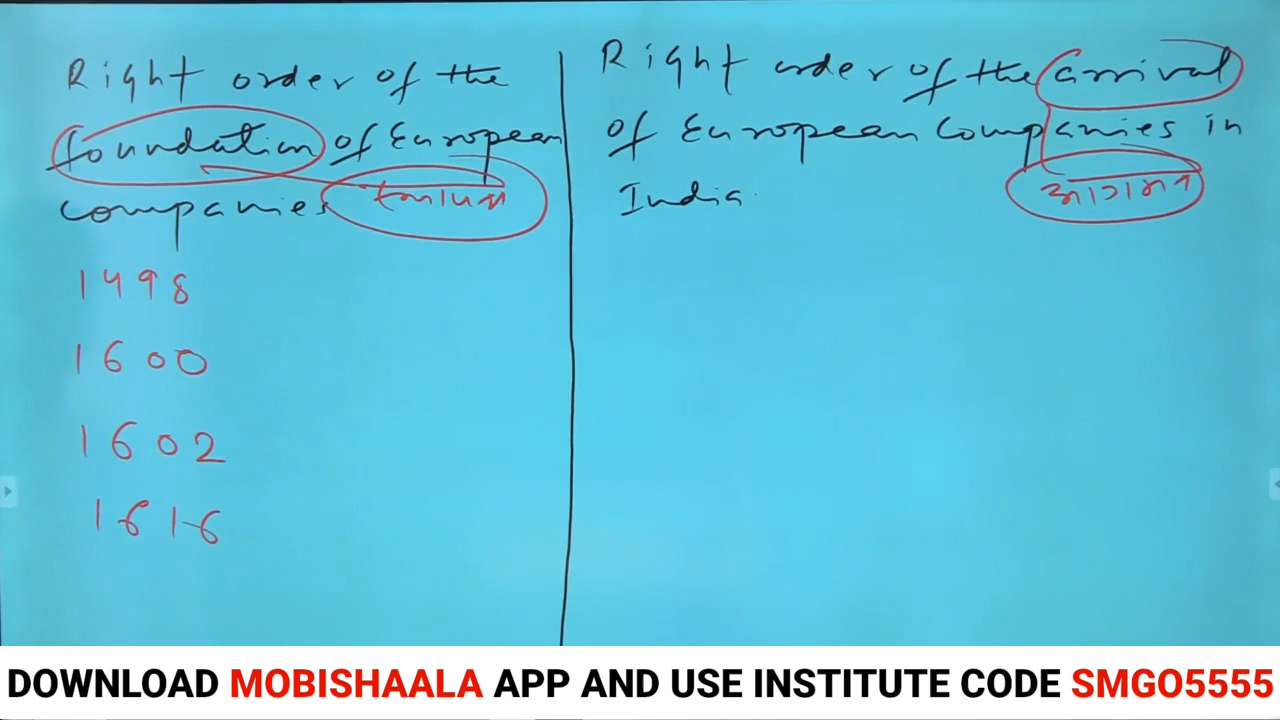 Right order of the
foundation of European
companies स्थापना
1498
1600
1602
1616
Right order of the arrival
of European Companies in
India.
आगमन
DOWNLOAD MOBISHAALA APP AND USE INSTITUTE CODE SMGO5555